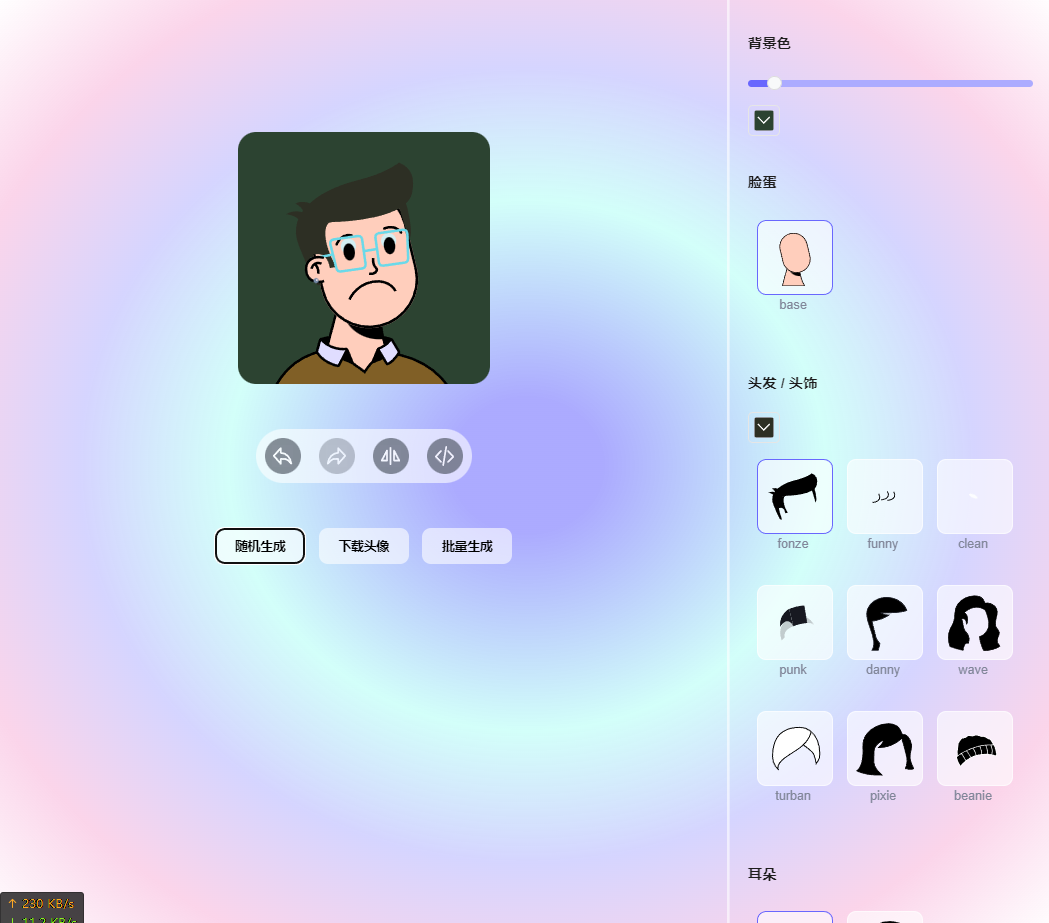 背景色
脸蛋
base
头发 / 头饰
fonze funny clean
punk danny wave
turban pixie beanie
耳朵
随机生成 下载头像 批量生成
↑ 230 KB/s
↓ 11.2 KB/s